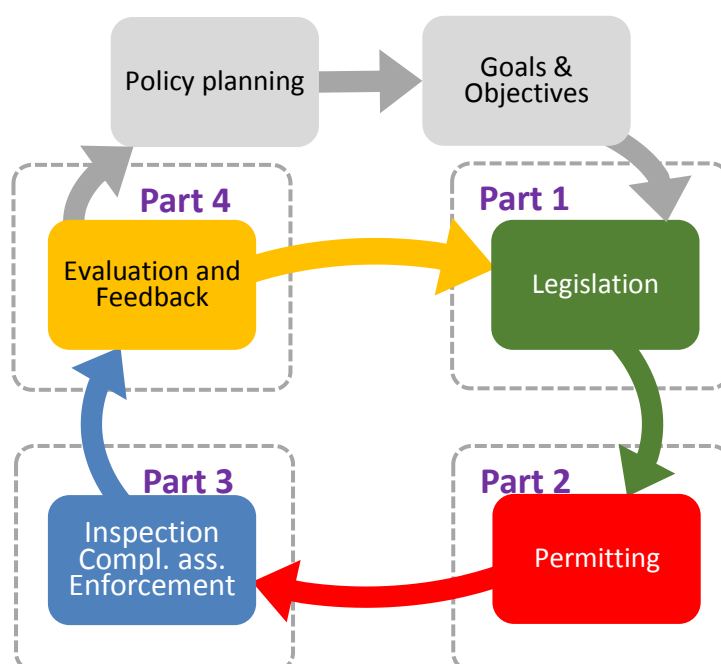 Policy planning
Goals &
Objectives
Part 4
Evaluation and
Feedback
Part 1
Legislation
Part 3
Inspection
Compl. ass.
Enforcement
Part 2
Permitting